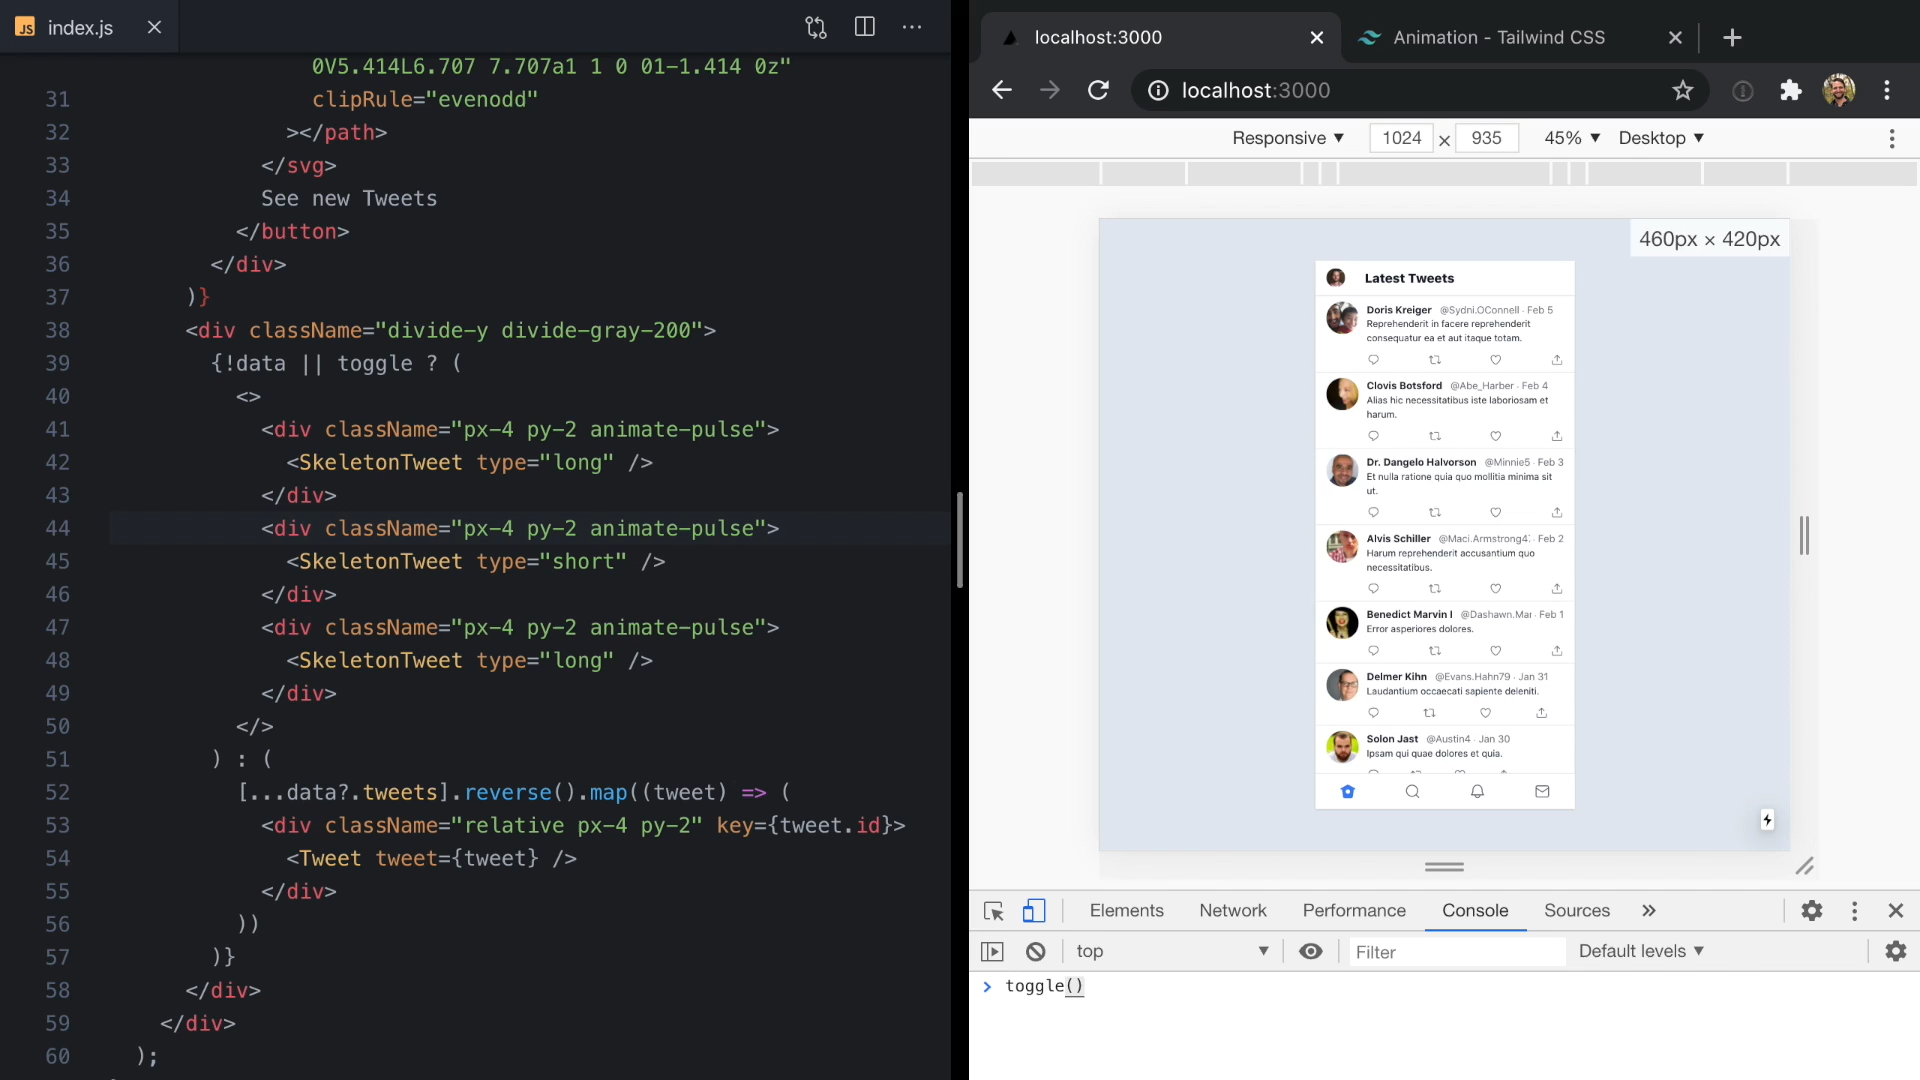 JS index.js
0V5.414L6.707 7.707a1 1 0 01-1.414 0z"
31 clipRule="evenodd"
32 ></path>
33 </svg>
34 See new Tweets
35 </button>
36 </div>
37 )}
38 <div className="divide-y divide-gray-200">
39 {!data || toggle ? (
40 <>
41 <div className="px-4 py-2 animate-pulse">
42 <SkeletonTweet type="long" />
43 </div>
44 <div className="px-4 py-2 animate-pulse">
45 <SkeletonTweet type="short" />
46 </div>
47 <div className="px-4 py-2 animate-pulse">
48 <SkeletonTweet type="long" />
49 </div>
50 </>
51 ) : (
52 [...data?.tweets].reverse().map((tweet) => (
53 <div className="relative px-4 py-2" key={tweet.id}>
54 <Tweet tweet={tweet} />
55 </div>
56 ))
57 )}
58 </div>
59 </div>
60 );
localhost:3000
Animation - Tailwind CSS
localhost:3000
Responsive ▼ 1024 × 935 45% ▼ Desktop ▼
460px × 420px
Latest Tweets
Doris Kreiger @Sydni.OConnell · Feb 5
Reprehenderit in facere reprehenderit
consequatur ea et aut itaque totam.
Clovis Botsford @Abe_Harber · Feb 4
Alias hic necessitatibus iste laboriosam et
harum.
Dr. Dangelo Halvorson @Minnie5 · Feb 3
Et nulla ratione quia quo mollitia minima sit
ut.
Alvis Schiller @Maci.Armstrong4 · Feb 2
Harum reprehenderit accusantium quo
necessitatibus.
Benedict Marvin I @Dashawn.Mar · Feb 1
Error asperiores dolores.
Delmer Kihn @Evans.Hahn79 · Jan 31
Laudantium occaecati sapiente deleniti.
Solon Jast @Austin4 · Jan 30
Ipsam qui quae dolores et quia.
Elements Network Performance Console Sources »
top ▼ Filter Default levels ▼
> toggle()